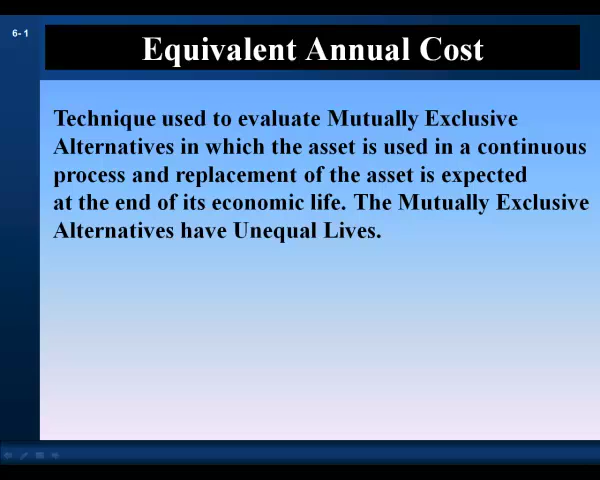 6-1
Equivalent Annual Cost
Technique used to evaluate Mutually Exclusive
Alternatives in which the asset is used in a continuous
process and replacement of the asset is expected
at the end of its economic life. The Mutually Exclusive
Alternatives have Unequal Lives.